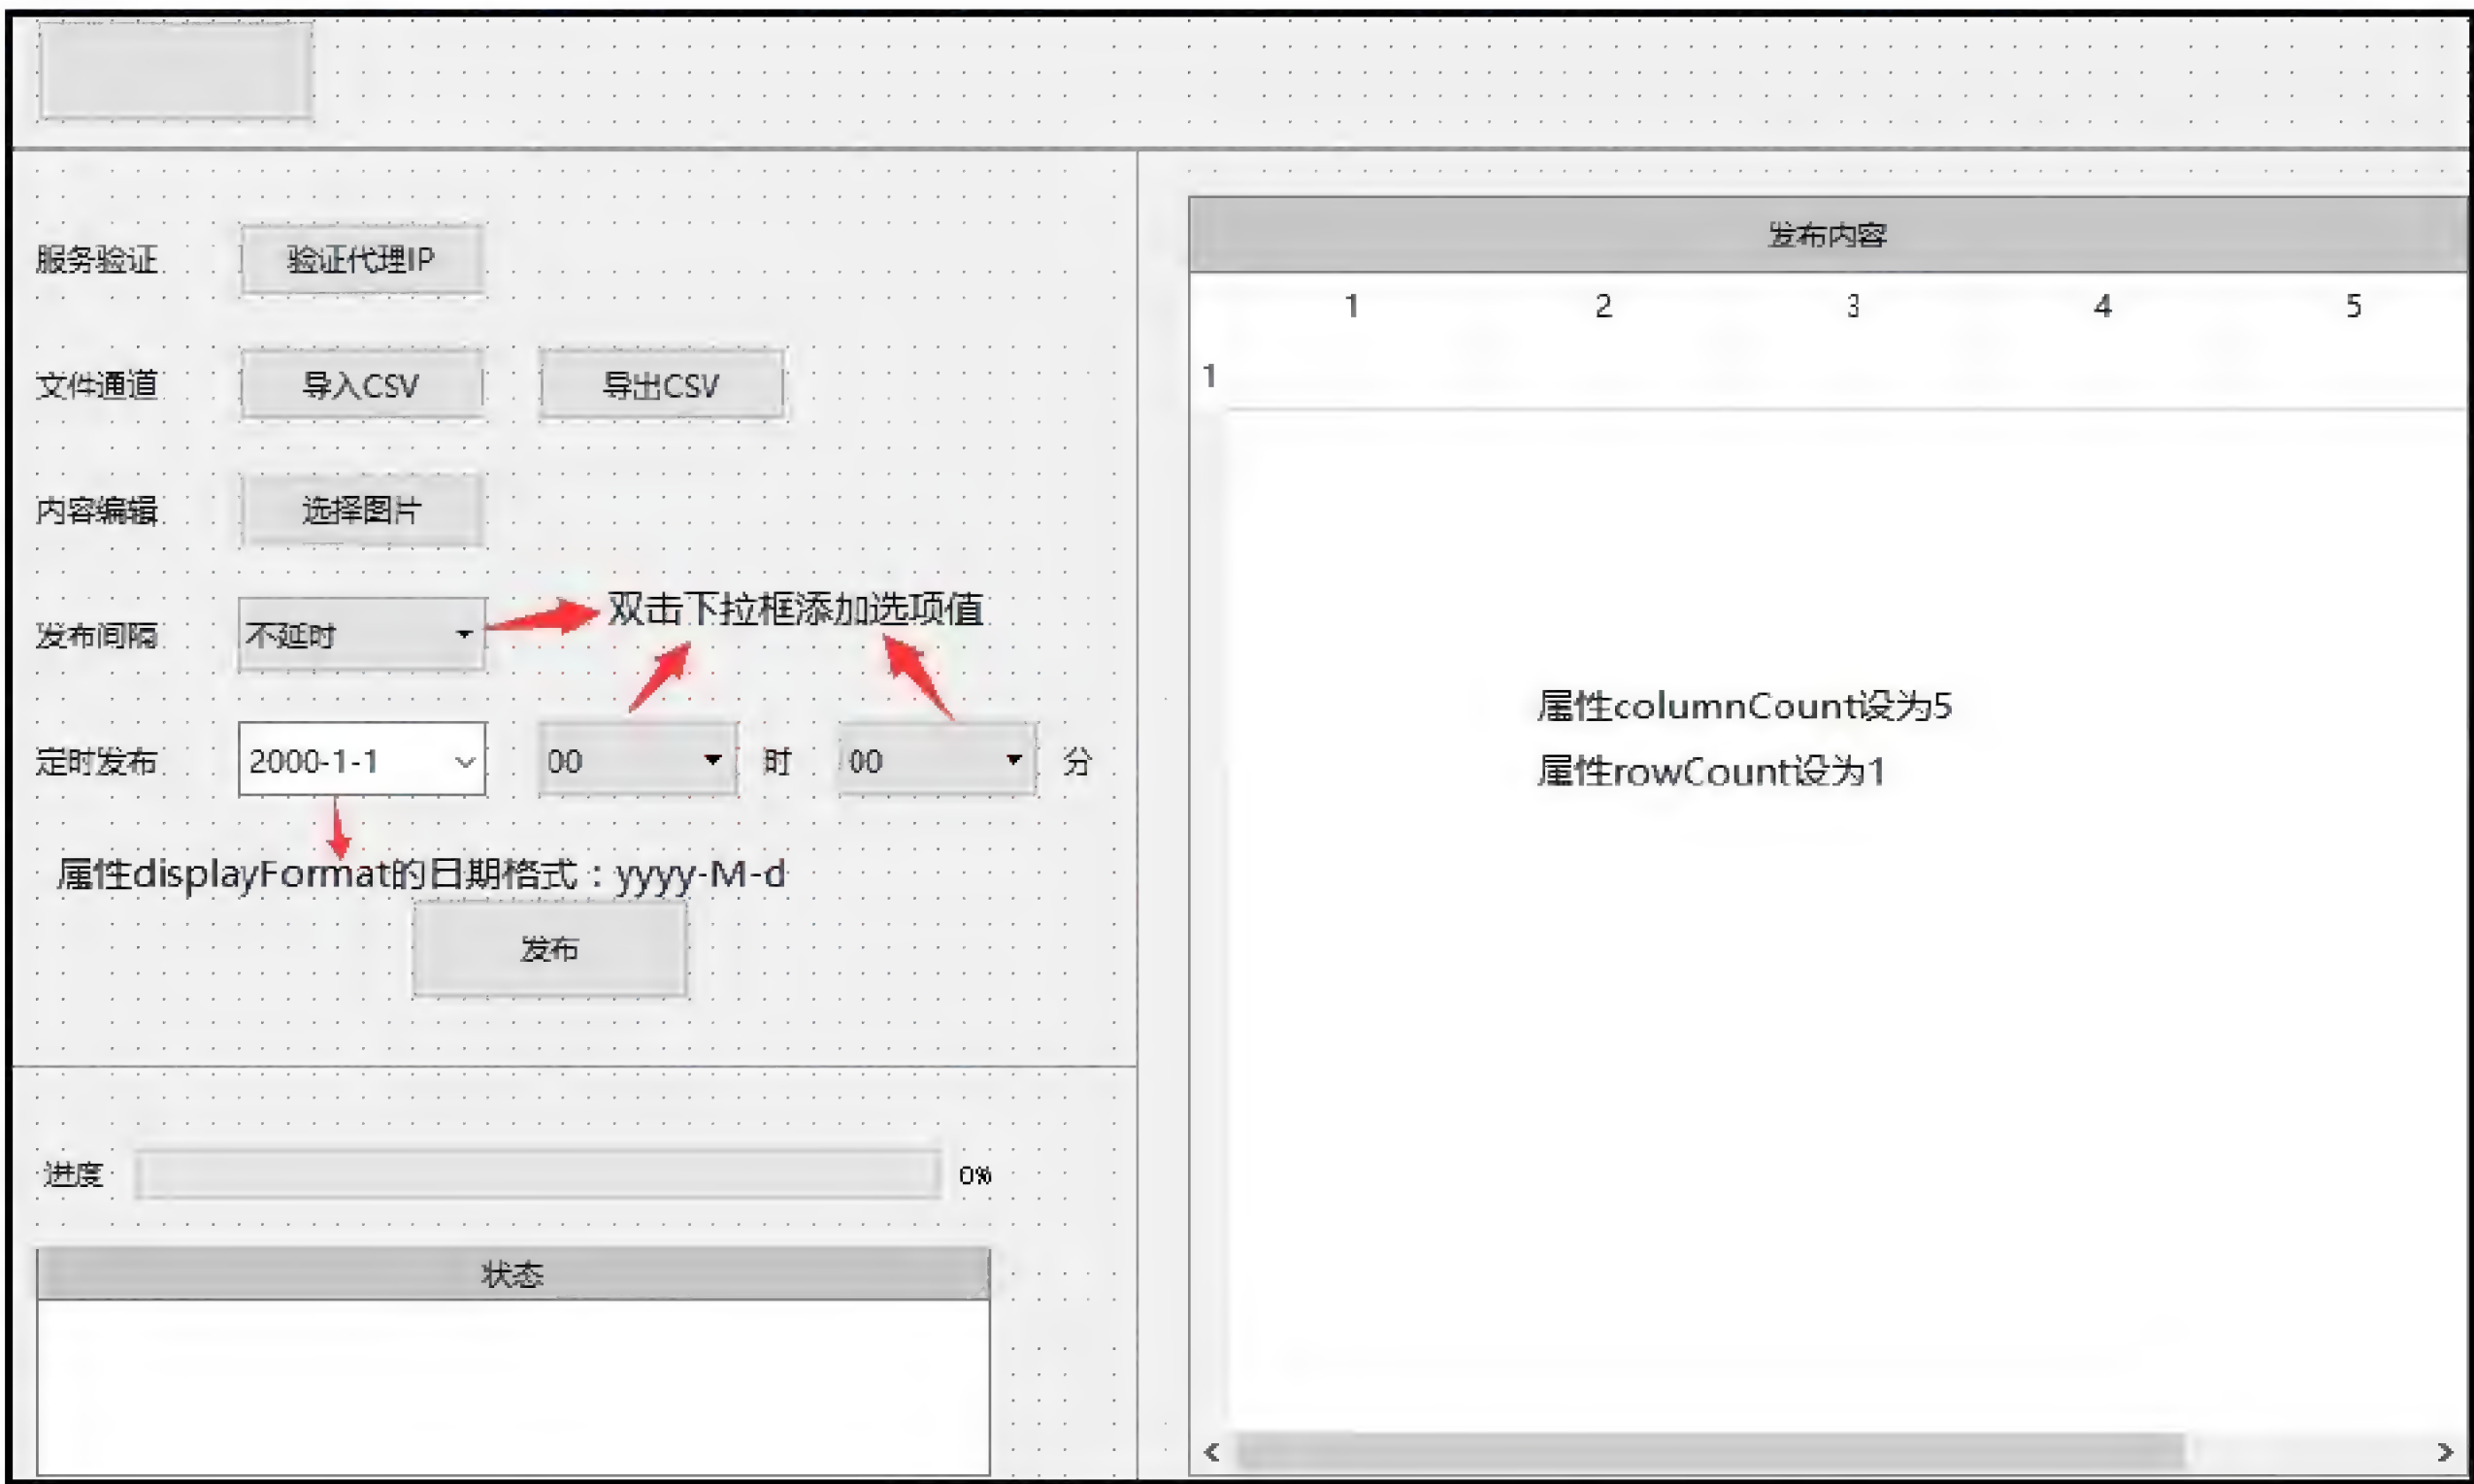 服务验证 验证代理IP
文件通道 导入CSV 导出CSV
内容编辑 选择图片
双击下拉框添加选项值
发布间隔 不延时
定时发布 2000-1-1 00 时 00 分
属性displayFormat的日期格式：yyyy-M-d
发布
进度 0%
状态
发布内容
1 2 3 4 5
1
属性columnCount设为5
属性rowCount设为1